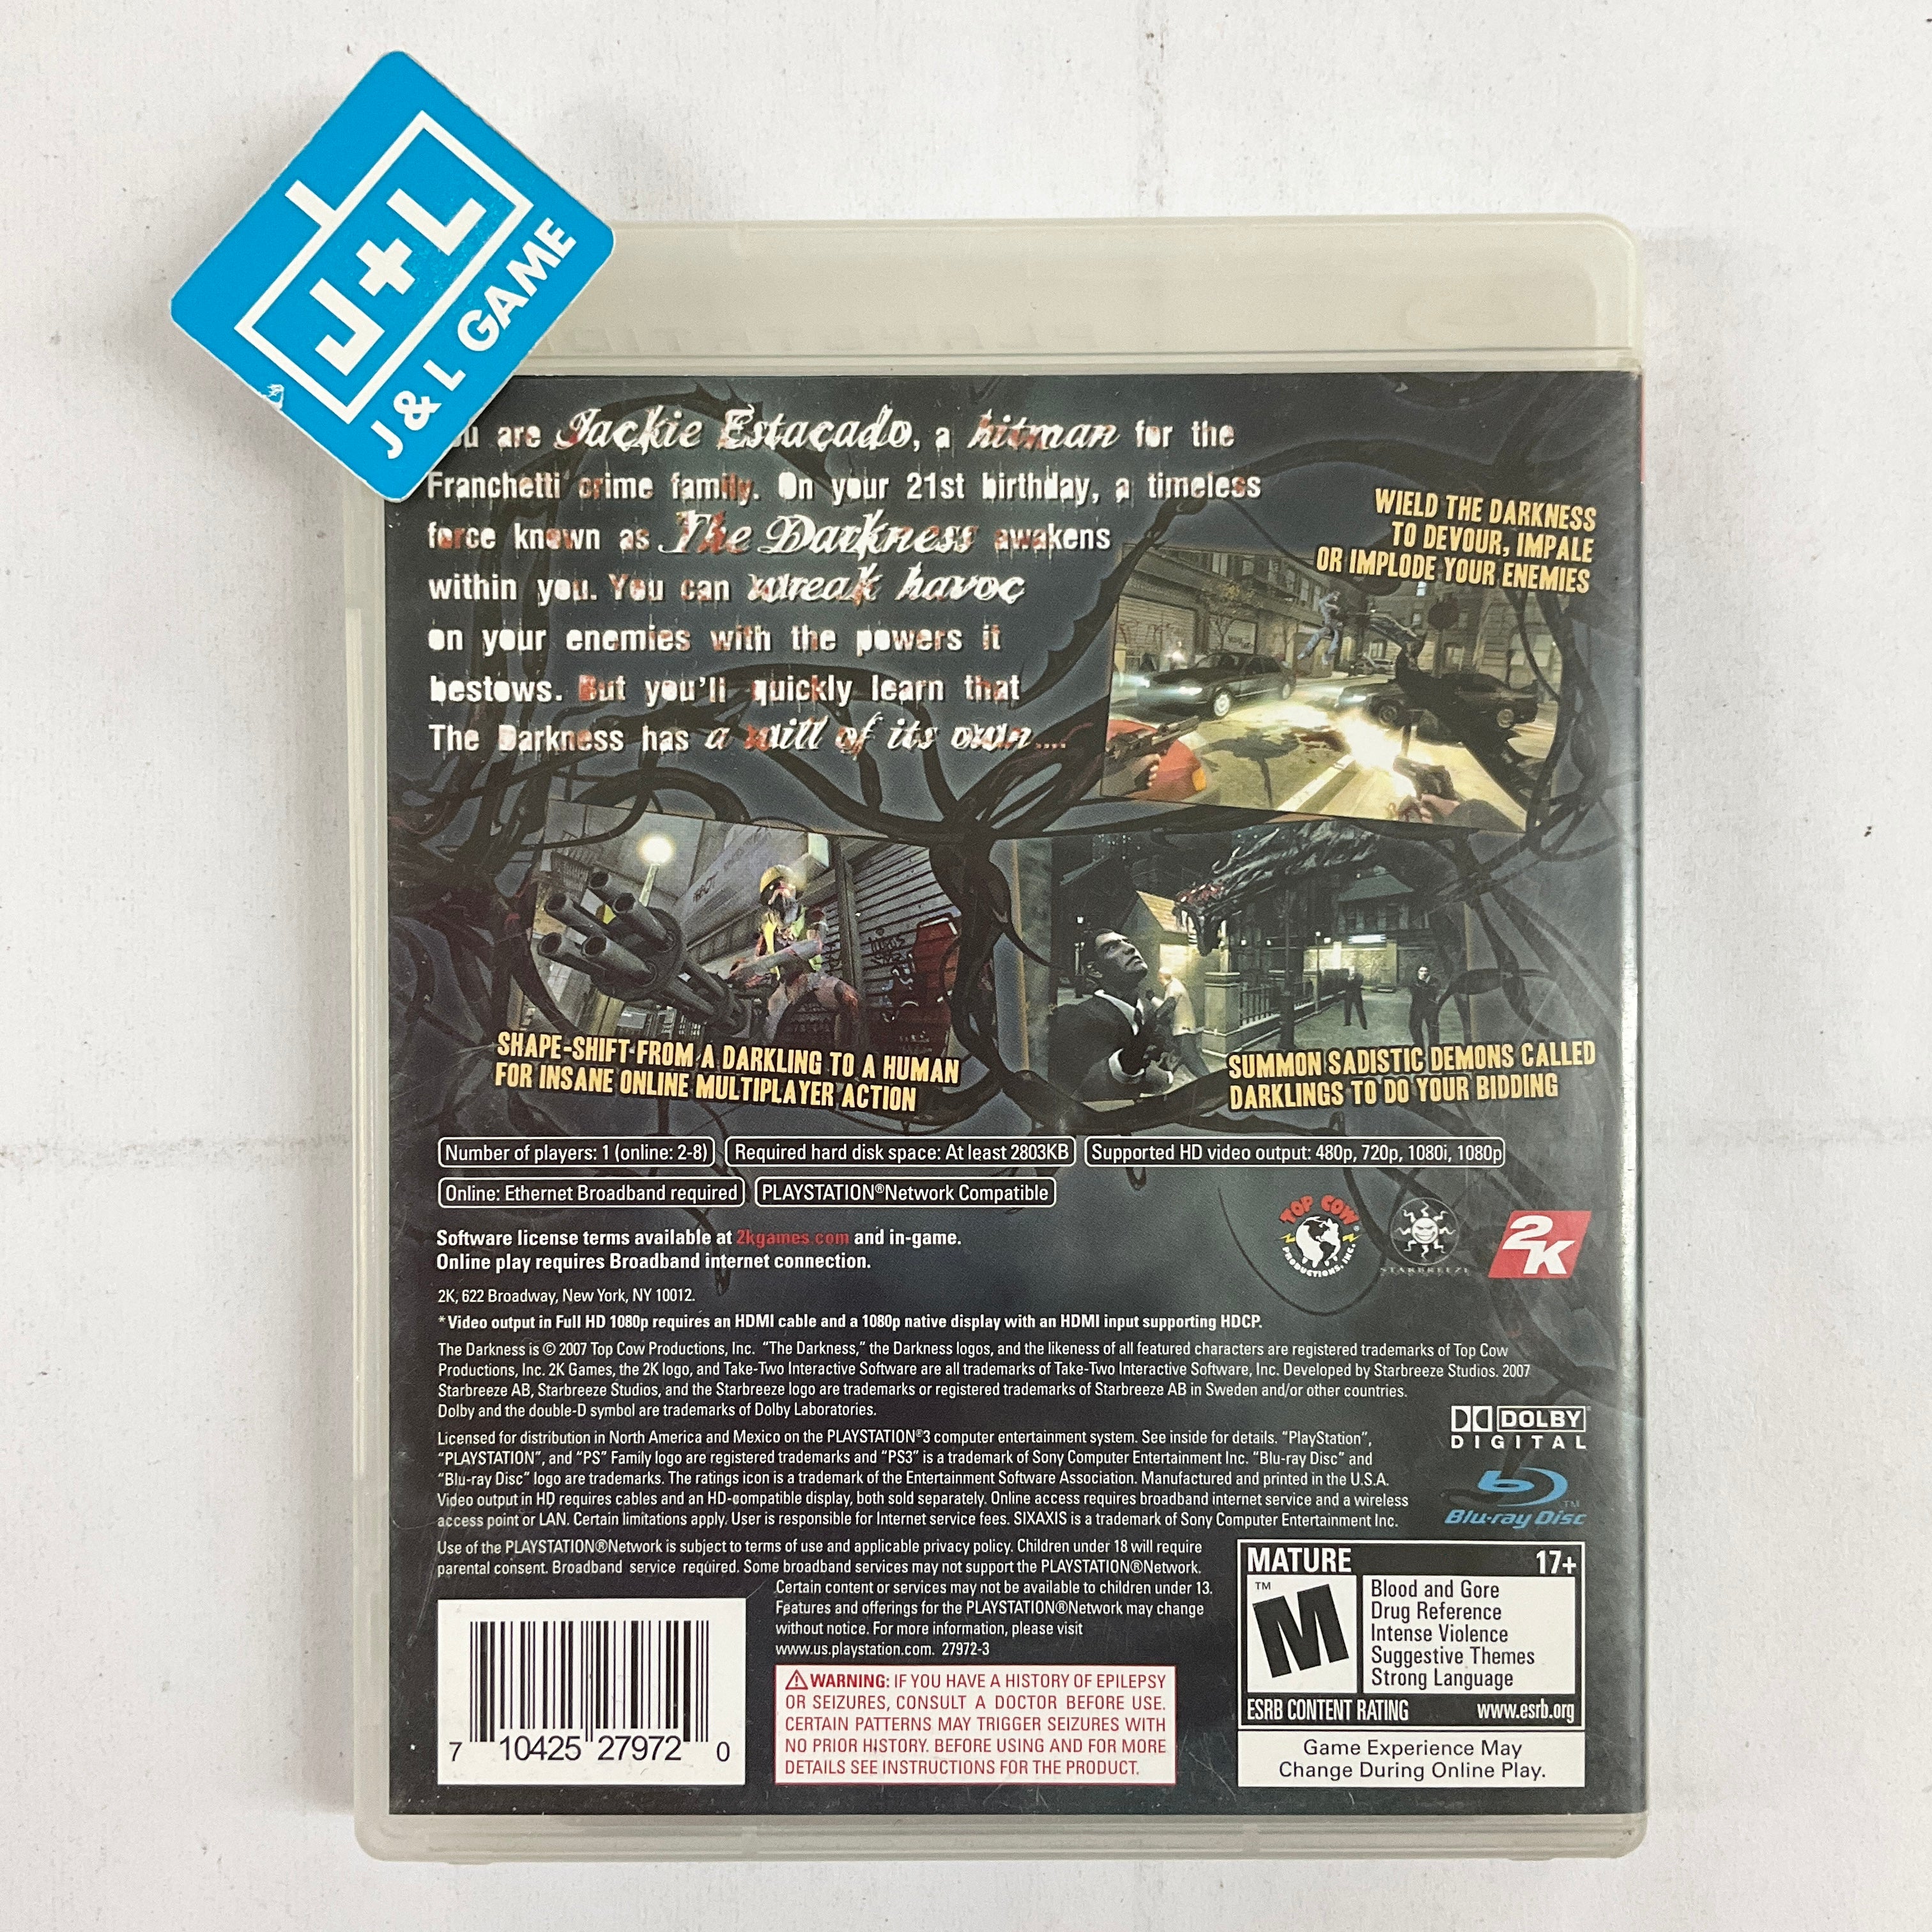 J+L
J & L GAME
are Jackie Estacado, a hitman for the
Franchetti crime family. On your 21st birthday, a timeless
force known as The Darkness awakens
within you. You can wreak havoc
on your enemies with the powers it
bestows. But you'll quickly learn that
The Darkness has a will of its own....
WIELD THE DARKNESS
TO DEVOUR, IMPALE
OR IMPLODE YOUR ENEMIES
SHAPE-SHIFT FROM A DARKLING TO A HUMAN
FOR INSANE ONLINE MULTIPLAYER ACTION
SUMMON SADISTIC DEMONS CALLED
DARKLINGS TO DO YOUR BIDDING
Number of players: 1 (online: 2-8) Required hard disk space: At least 2803KB Supported HD video output: 480p, 720p, 1080i, 1080p
Online: Ethernet Broadband required PLAYSTATION®Network Compatible
Software license terms available at 2kgames.com and in-game.
Online play requires Broadband internet connection.
TOP COW
PRODUCTIONS, INC.
STARBREEZE
2K
2K, 622 Broadway, New York, NY 10012.
*Video output in Full HD 1080p requires an HDMI cable and a 1080p native display with an HDMI input supporting HDCP.
The Darkness is © 2007 Top Cow Productions, Inc. "The Darkness," the Darkness logos, and the likeness of all featured characters are registered trademarks of Top Cow
Productions, Inc. 2K Games, the 2K logo, and Take-Two Interactive Software are all trademarks of Take-Two Interactive Software, Inc. Developed by Starbreeze Studios. 2007
Starbreeze AB, Starbreeze Studios, and the Starbreeze logo are trademarks or registered trademarks of Starbreeze AB in Sweden and/or other countries.
Dolby and the double-D symbol are trademarks of Dolby Laboratories.
Licensed for distribution in North America and Mexico on the PLAYSTATION®3 computer entertainment system. See inside for details. "PlayStation",
"PLAYSTATION", and "PS" Family logo are registered trademarks and "PS3" is a trademark of Sony Computer Entertainment Inc. "Blu-ray Disc" and
"Blu-ray Disc" logo are trademarks. The ratings icon is a trademark of the Entertainment Software Association. Manufactured and printed in the U.S.A.
Video output in HD requires cables and an HD-compatible display, both sold separately. Online access requires broadband internet service and a wireless
access point or LAN. Certain limitations apply. User is responsible for Internet service fees. SIXAXIS is a trademark of Sony Computer Entertainment Inc.
Use of the PLAYSTATION®Network is subject to terms of use and applicable privacy policy. Children under 18 will require
parental consent. Broadband service required. Some broadband services may not support the PLAYSTATION®Network.
Certain content or services may not be available to children under 13.
Features and offerings for the PLAYSTATION®Network may change
without notice. For more information, please visit
www.us.playstation.com. 27972-3
DOLBY
DIGITAL
Blu-ray Disc™
7 10425 27972 0
WARNING: IF YOU HAVE A HISTORY OF EPILEPSY
OR SEIZURES, CONSULT A DOCTOR BEFORE USE.
CERTAIN PATTERNS MAY TRIGGER SEIZURES WITH
NO PRIOR HISTORY. BEFORE USING AND FOR MORE
DETAILS SEE INSTRUCTIONS FOR THE PRODUCT.
MATURE 17+
M™
Blood and Gore
Drug Reference
Intense Violence
Suggestive Themes
Strong Language
ESRB CONTENT RATING www.esrb.org
Game Experience May
Change During Online Play.